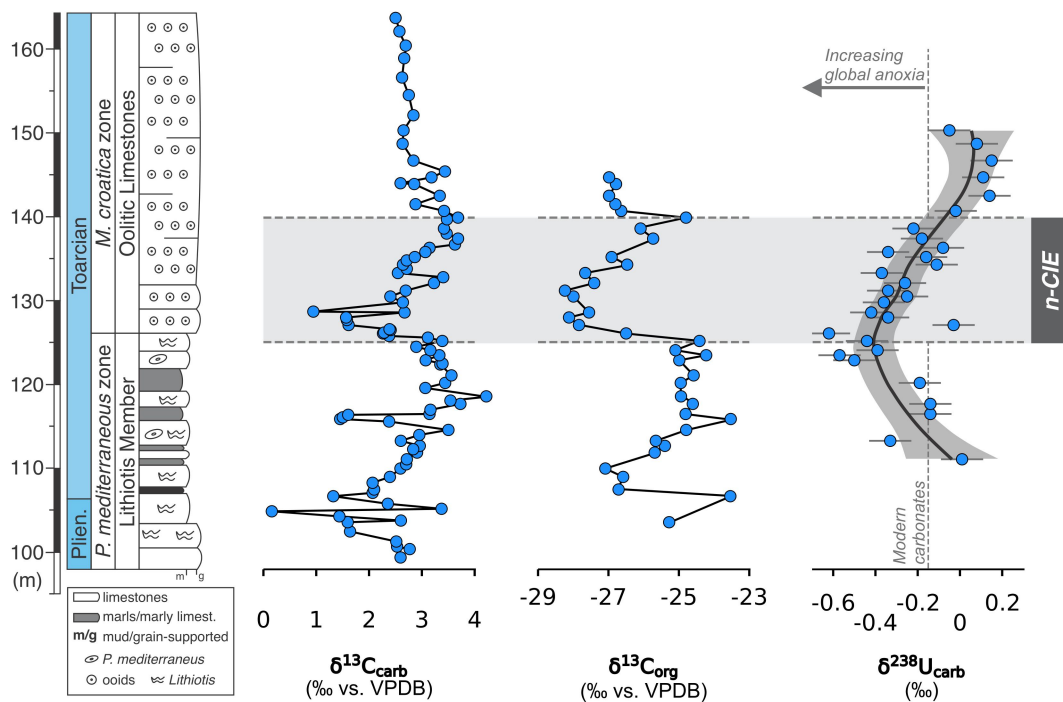 160
150
140
130
120
110
100
(m)
Toarcian
Plien.
M. croatica zone
P. mediterraneus zone
Oolitic Limestones
Lithiotis Member
m
g
limestones
marls/marly limest.
m/g mud/grain-supported
P. mediterraneus
ooids
Lithiotis
0 1 2 3 4
δ¹³Ccarb
(‰ vs. VPDB)
-29 -27 -25 -23
δ¹³Corg
(‰ vs. VPDB)
Increasing
global anoxia
Modern
carbonates
-0.6 -0.2 0.2
-0.4 0
δ²³⁸Ucarb
(‰)
n-CIE